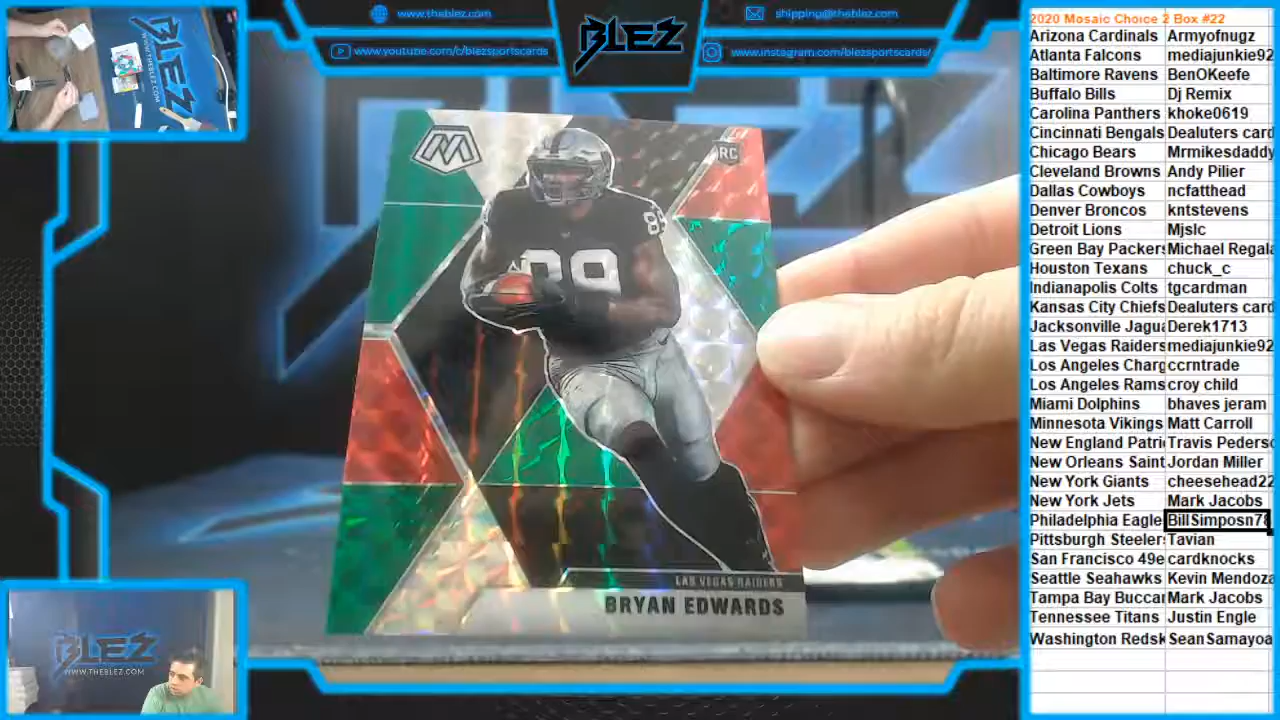 www.theblez.com
BLEZ
shipping@theblez.com
www.youtube.com/c/blezsportscards
www.instagram.com/blezsportscards/
RC
89
LAS VEGAS RAIDERS
BRYAN EDWARDS
BLEZ
WWW.THEBLEZ.COM
2020 Mosaic Choice 2 Box #22
Arizona Cardinals Armyofnugz
Atlanta Falcons mediajunkie92
Baltimore Ravens BenOKeefe
Buffalo Bills Dj Remix
Carolina Panthers khoke0619
Cincinnati Bengals Dealuters card
Chicago Bears Mrmikesdaddy
Cleveland Browns Andy Pilier
Dallas Cowboys ncfatthead
Denver Broncos kntstevens
Detroit Lions Mjslc
Green Bay Packers Michael Regala
Houston Texans chuck_c
Indianapolis Colts tgcardman
Kansas City Chiefs Dealuters card
Jacksonville Jagua Derek1713
Las Vegas Raiders mediajunkie92
Los Angeles Charg ccrntrade
Los Angeles Rams croy child
Miami Dolphins bhaves jeram
Minnesota Vikings Matt Carroll
New England Patri Travis Pederso
New Orleans Saint Jordan Miller
New York Giants cheesehead22
New York Jets Mark Jacobs
Philadelphia Eagle BillSimposn78
Pittsburgh Steeler Tavian
San Francisco 49e cardknocks
Seattle Seahawks Kevin Mendoza
Tampa Bay Buccar Mark Jacobs
Tennessee Titans Justin Engle
Washington Redsk SeanSamayoa